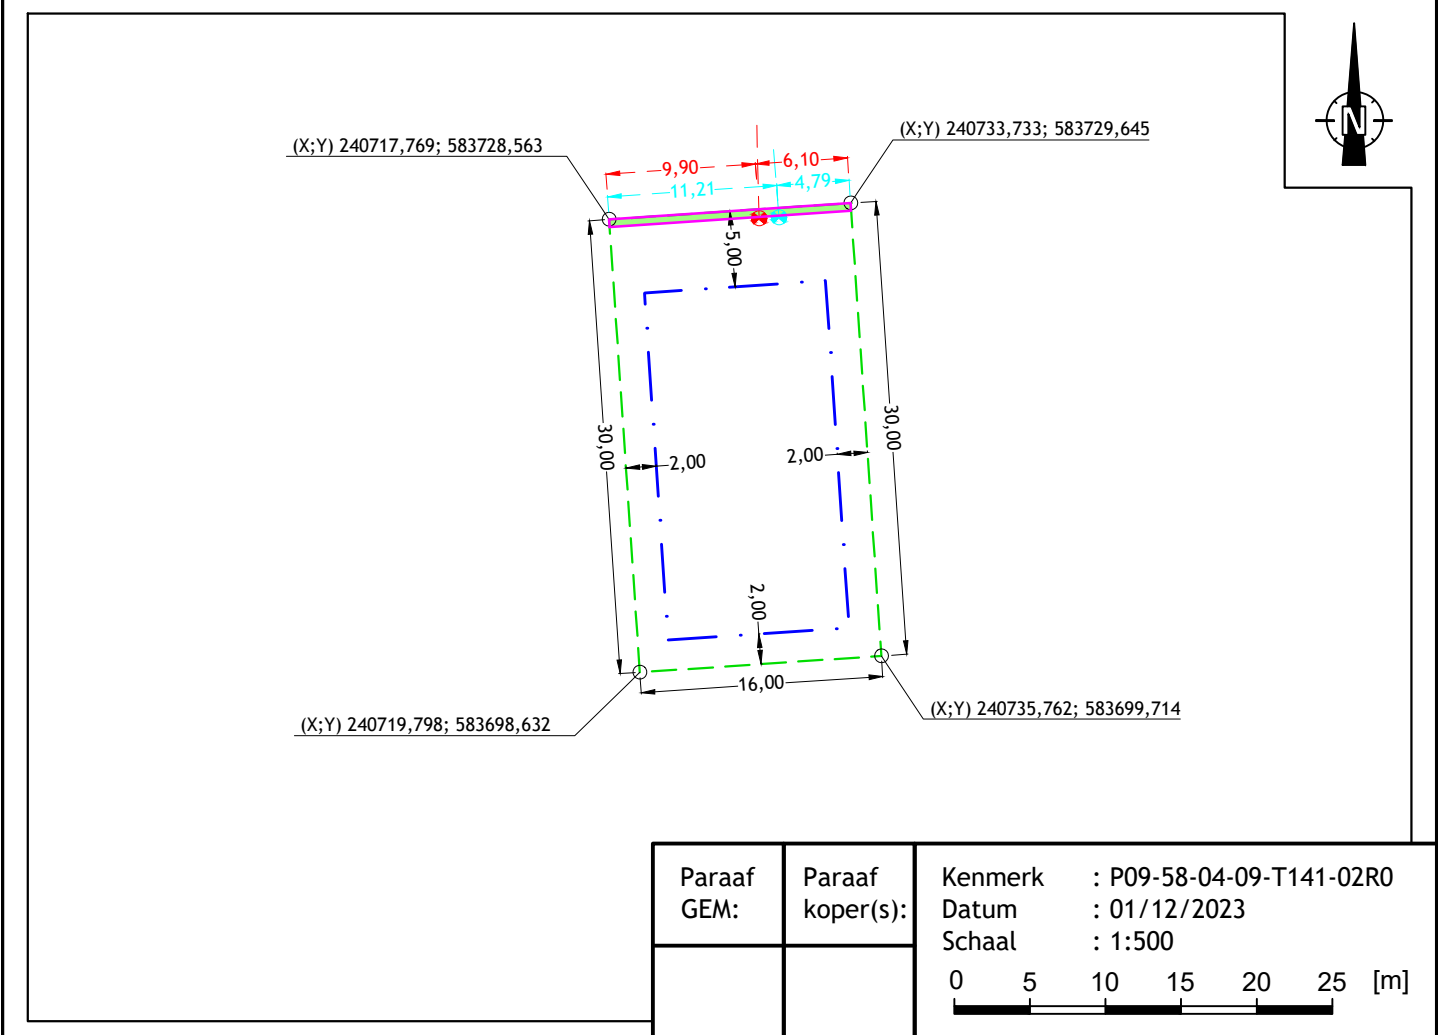 N
(X;Y) 240717,769; 583728,563
(X;Y) 240733,733; 583729,645
9,90
6,10
11,21
4,79
5,00
30,00
30,00
2,00
2,00
2,00
16,00
(X;Y) 240719,798; 583698,632
(X;Y) 240735,762; 583699,714
Paraaf
GEM:
Paraaf
koper(s):
Kenmerk : P09-58-04-09-T141-02R0
Datum : 01/12/2023
Schaal : 1:500
0 5 10 15 20 25 [m]